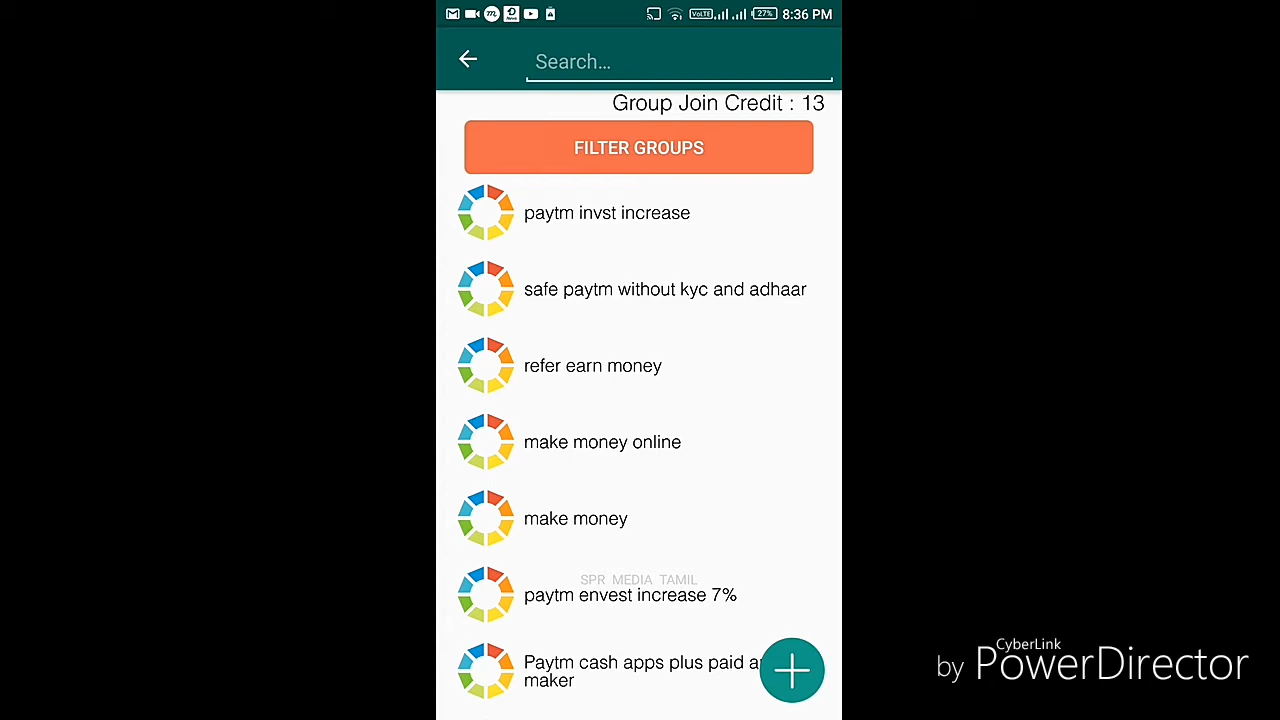 VoLTE 27% 8:36 PM
Search...
Group Join Credit : 13
FILTER GROUPS
paytm invst increase
safe paytm without kyc and adhaar
refer earn money
make money online
make money
SPR MEDIA TAMIL
paytm envest increase 7%
Paytm cash apps plus paid a
maker
CyberLink
by PowerDirector